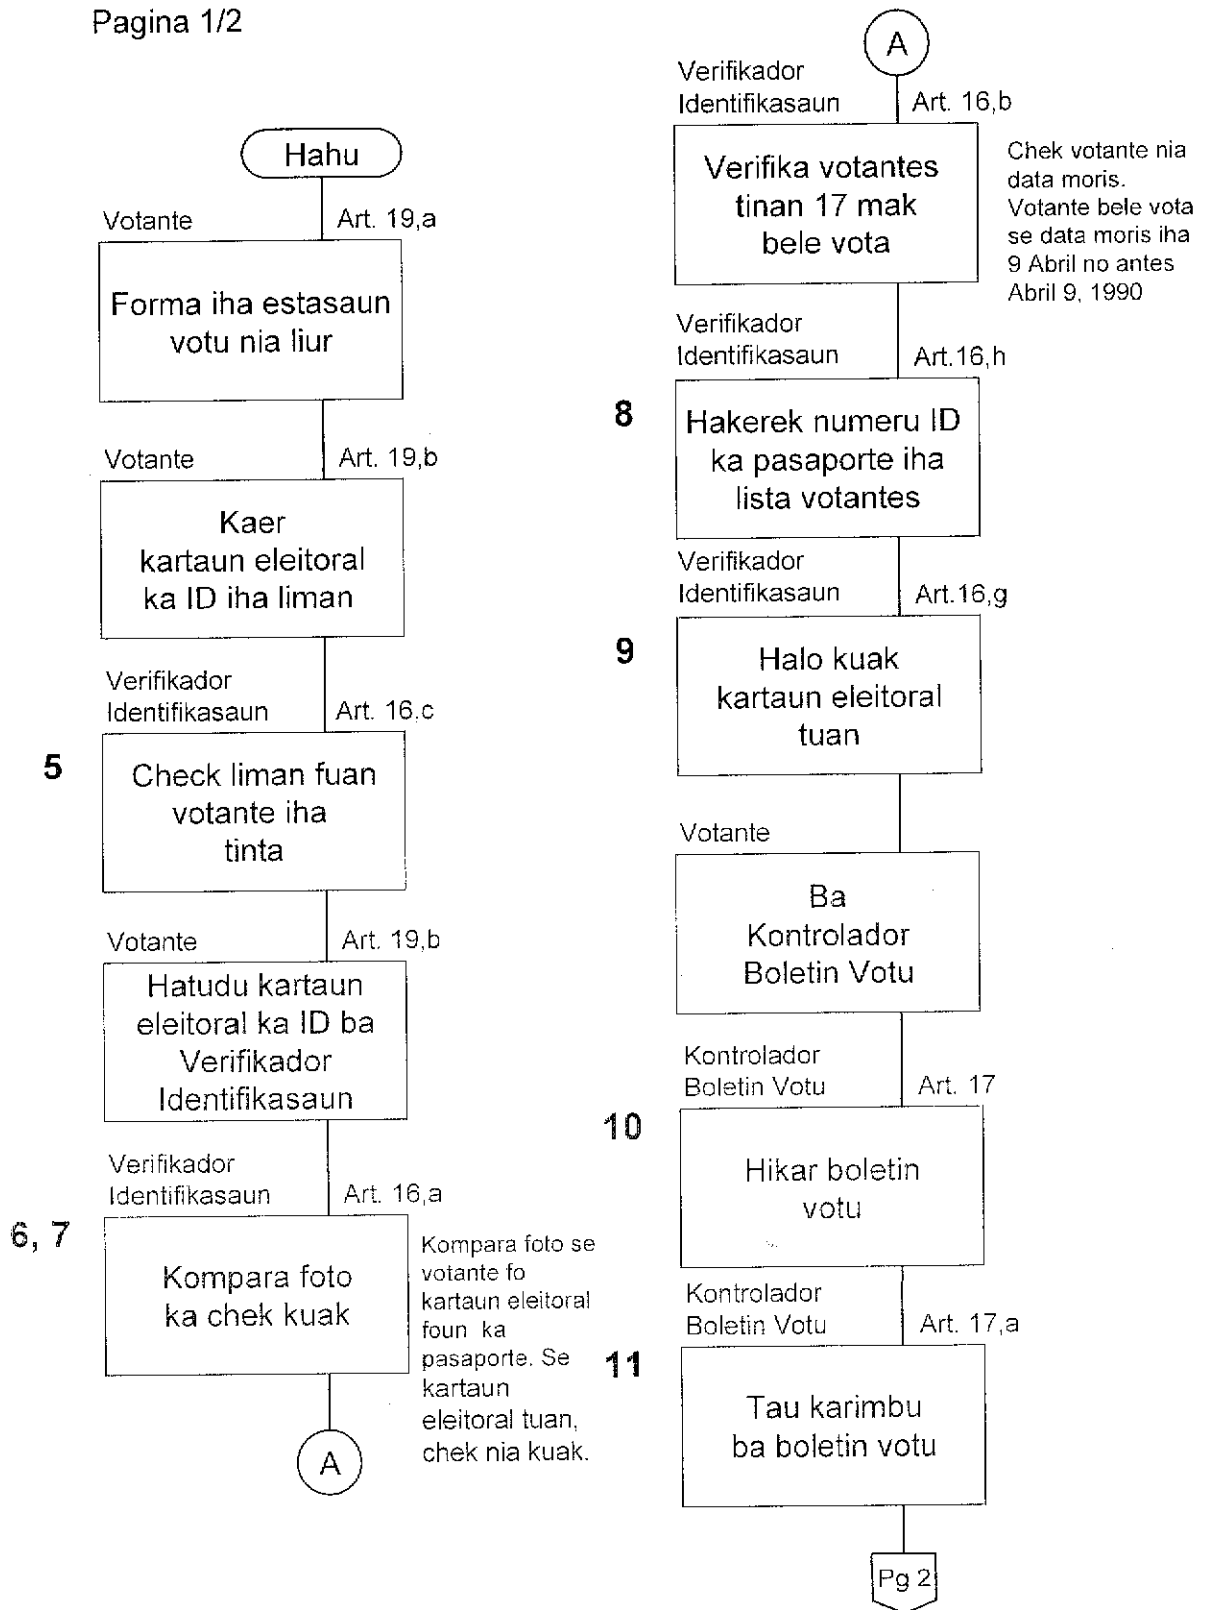 Pagina 1/2
Hahu
Votante
Art. 19,a
Forma iha estasaun
votu nia liur
Votante
Art. 19,b
Kaer
kartaun eleitoral
ka ID iha liman
Verifikador
Identifikasaun
Art. 16,c
5
Check liman fuan
votante iha
tinta
Votante
Art. 19,b
Hatudu kartaun
eleitoral ka ID ba
Verifikador
Identifikasaun
Verifikador
Identifikasaun
Art. 16,a
6, 7
Kompara foto
ka chek kuak
Kompara foto se
votante fo
kartaun eleitoral
foun ka
pasaporte. Se
kartaun
eleitoral tuan,
chek nia kuak.
A
A
Verifikador
Identifikasaun
Art. 16,b
Verifika votantes
tinan 17 mak
bele vota
Chek votante nia
data moris.
Votante bele vota
se data moris iha
9 Abril no antes
Abril 9, 1990
Verifikador
Identifikasaun
Art.16,h
8
Hakerek numeru ID
ka pasaporte iha
lista votantes
Verifikador
Identifikasaun
Art.16,g
9
Halo kuak
kartaun eleitoral
tuan
Votante
Ba
Kontrolador
Boletin Votu
Kontrolador
Boletin Votu
Art. 17
10
Hikar boletin
votu
Kontrolador
Boletin Votu
Art. 17,a
11
Tau karimbu
ba boletin votu
Pg 2